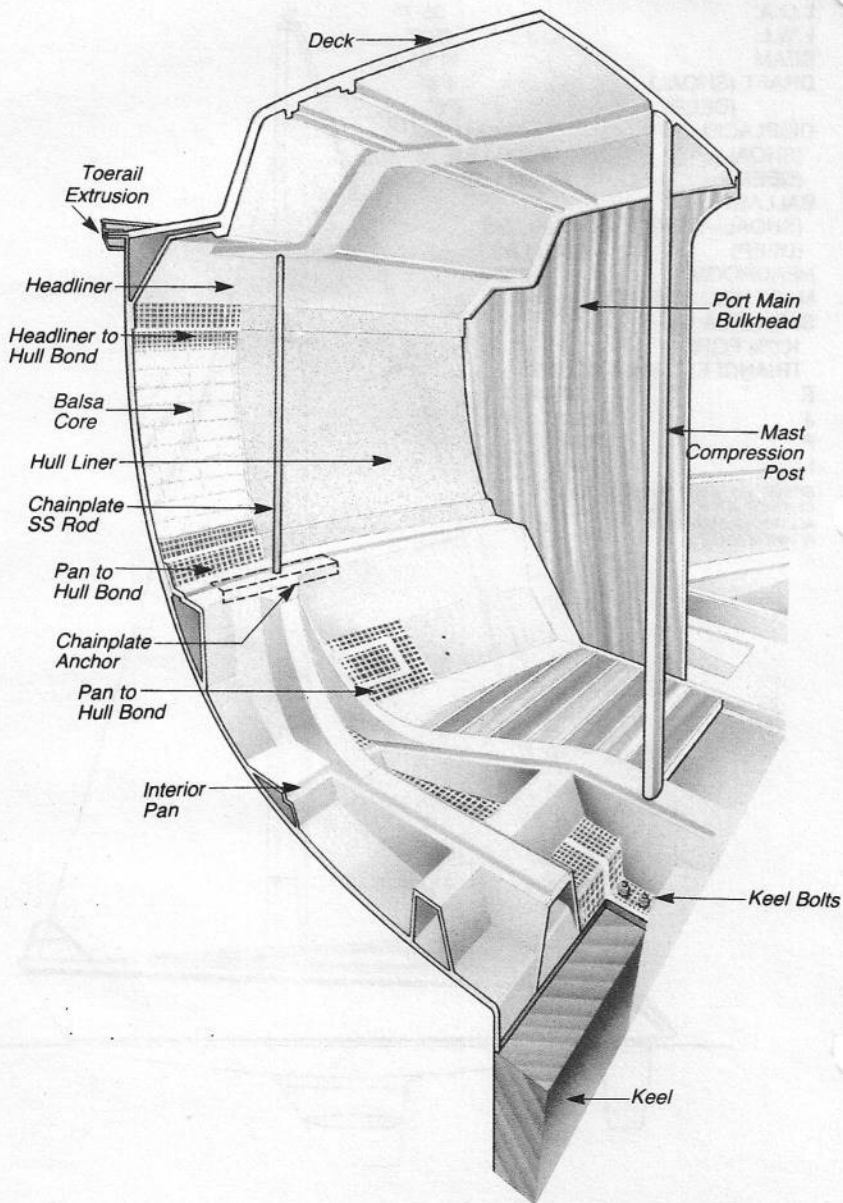 Deck
Toerail
Extrusion
Headliner
Headliner to
Hull Bond
Balsa
Core
Hull Liner
Chainplate
SS Rod
Pan to
Hull Bond
Chainplate
Anchor
Pan to
Hull Bond
Interior
Pan
Port Main
Bulkhead
Mast
Compression
Post
Keel Bolts
Keel